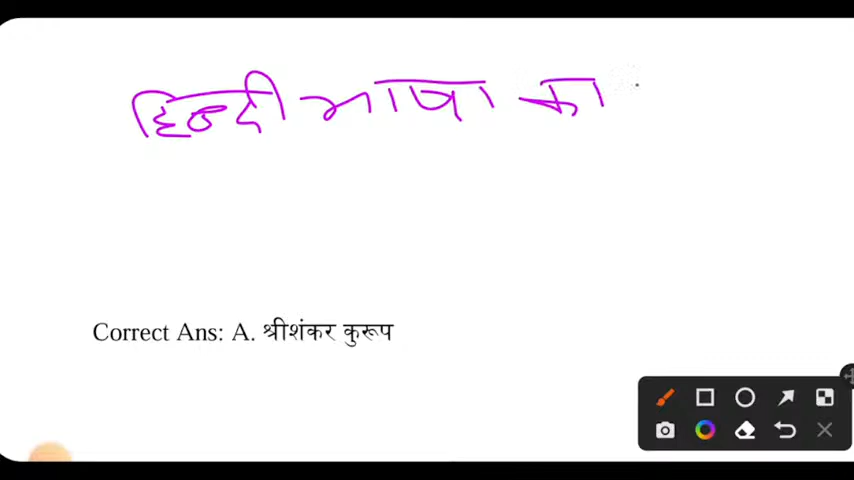 हिन्दी भाषा का
Correct Ans: A. श्रीशंकर कुरूप